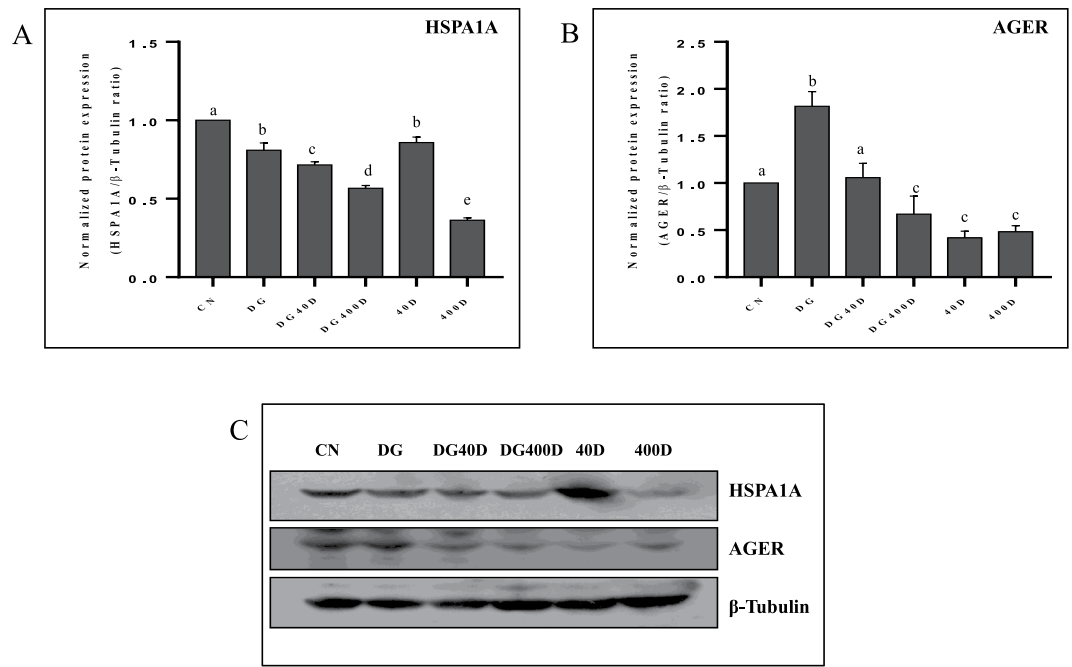 A
HSPA1A
Normalized protein expression
(HSPA1A/β-Tubulin ratio)
1.5
1.0
0.5
0.0
a
b
c
d
b
e
CN
DG
DG40D
DG400D
40D
400D
B
AGER
Normalized protein expression
(AGER/β-Tubulin ratio)
2.5
2.0
1.5
1.0
0.5
0.0
a
b
a
c
c
c
CN
DG
DG40D
DG400D
40D
400D
C
CN DG DG40D DG400D 40D 400D
HSPA1A
AGER
β-Tubulin